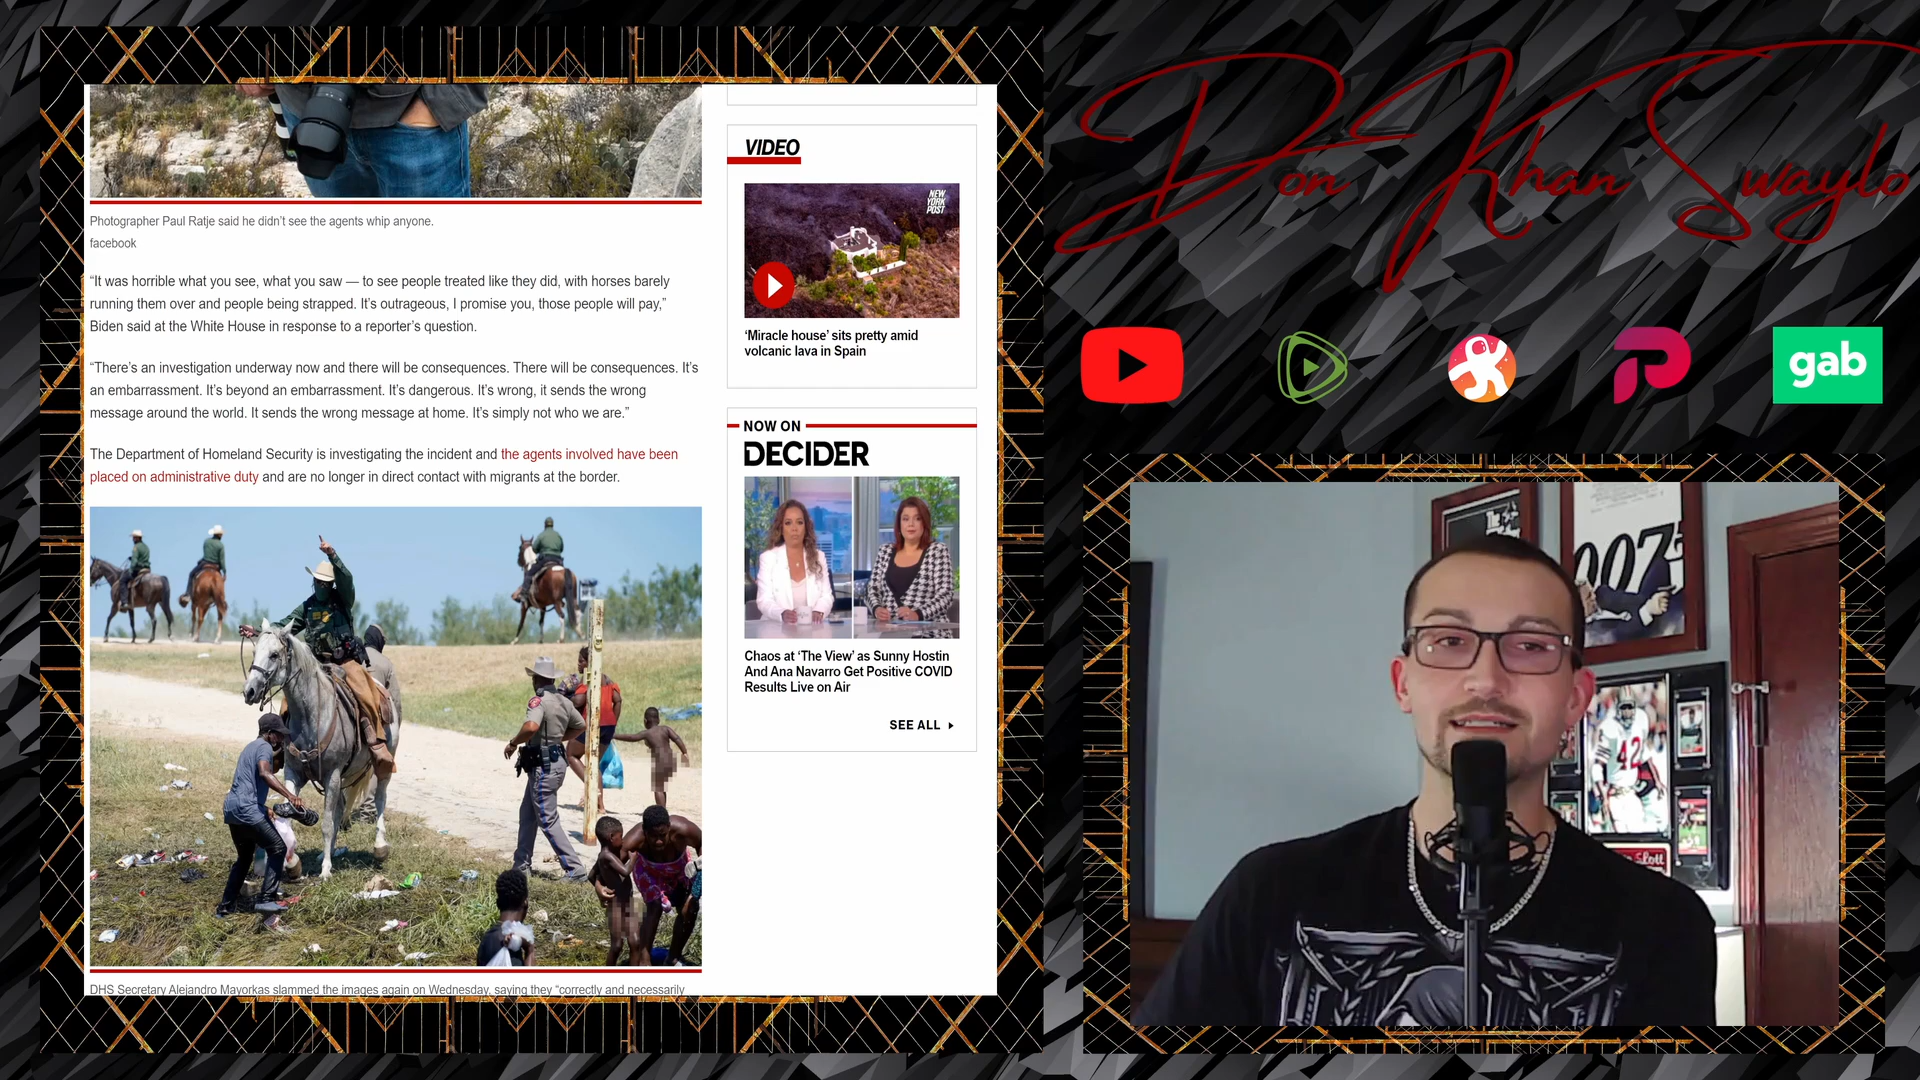 Photographer Paul Ratje said he didn’t see the agents whip anyone.
facebook
“It was horrible what you see, what you saw — to see people treated like they did, with horses barely
running them over and people being strapped. It’s outrageous, I promise you, those people will pay,”
Biden said at the White House in response to a reporter’s question.
“There’s an investigation underway now and there will be consequences. There will be consequences. It’s
an embarrassment. It’s beyond an embarrassment. It’s dangerous. It’s wrong, it sends the wrong
message around the world. It sends the wrong message at home. It’s simply not who we are.”
The Department of Homeland Security is investigating the incident and the agents involved have been
placed on administrative duty and are no longer in direct contact with migrants at the border.
DHS Secretary Alejandro Mayorkas slammed the images again on Wednesday, saying they “correctly and necessarily
VIDEO
NEW
YORK
POST
‘Miracle house’ sits pretty amid
volcanic lava in Spain
NOW ON
DECIDER
Chaos at ‘The View’ as Sunny Hostin
And Ana Navarro Get Positive COVID
Results Live on Air
SEE ALL
Don Khan Swaylo
gab
007
42